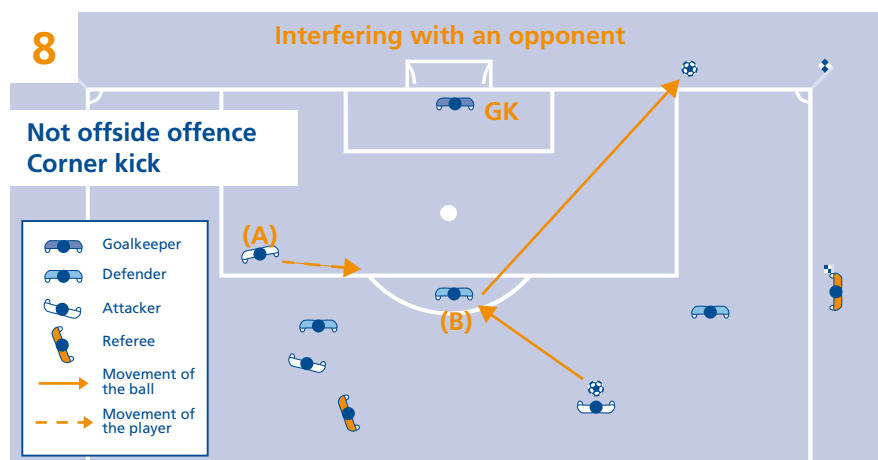 8
Interfering with an opponent
GK
Not offside offence
Corner kick
(A)
(B)
Goalkeeper
Defender
Attacker
Referee
Movement of
the ball
Movement of
the player